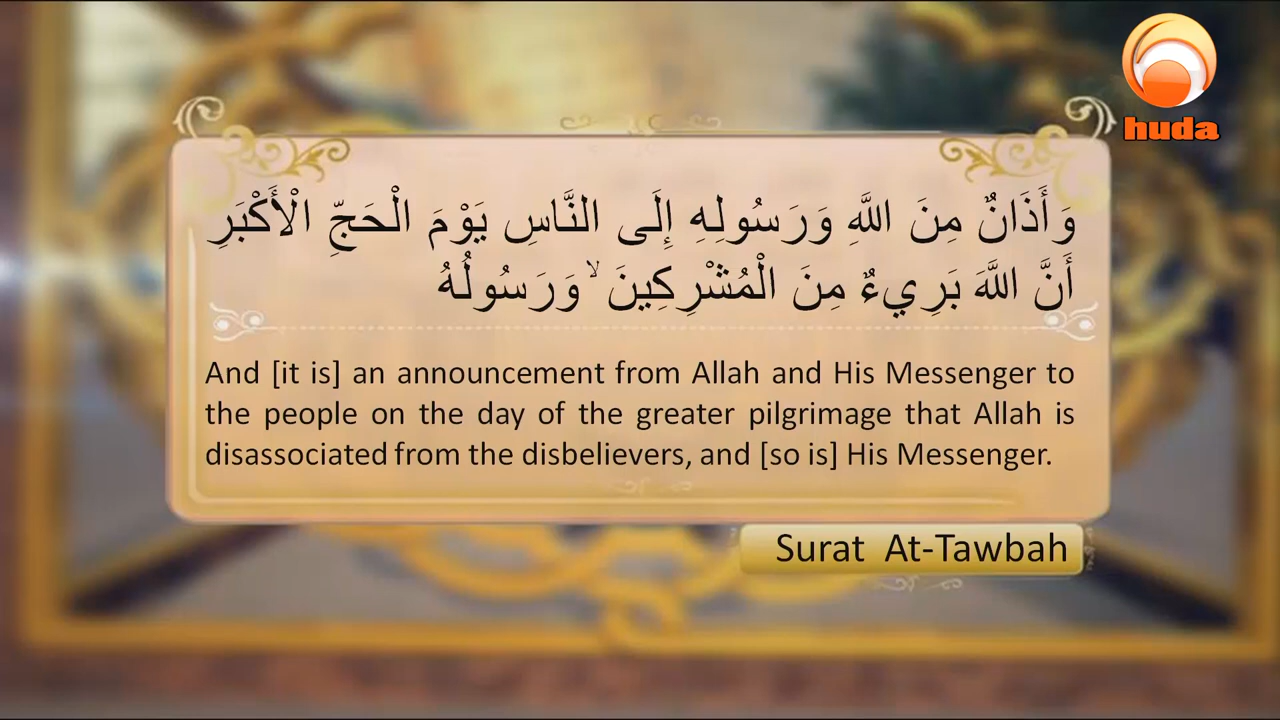 huda
وَأَذَانٌ مِنَ اللَّهِ وَرَسُولِهِ إِلَى النَّاسِ يَوْمَ الْحَجِّ الْأَكْبَرِ
أَنَّ اللَّهَ بَرِيءٌ مِنَ الْمُشْرِكِينَ ۙ وَرَسُولُهُ
And [it is] an announcement from Allah and His Messenger to
the people on the day of the greater pilgrimage that Allah is
disassociated from the disbelievers, and [so is] His Messenger.
Surat At-Tawbah